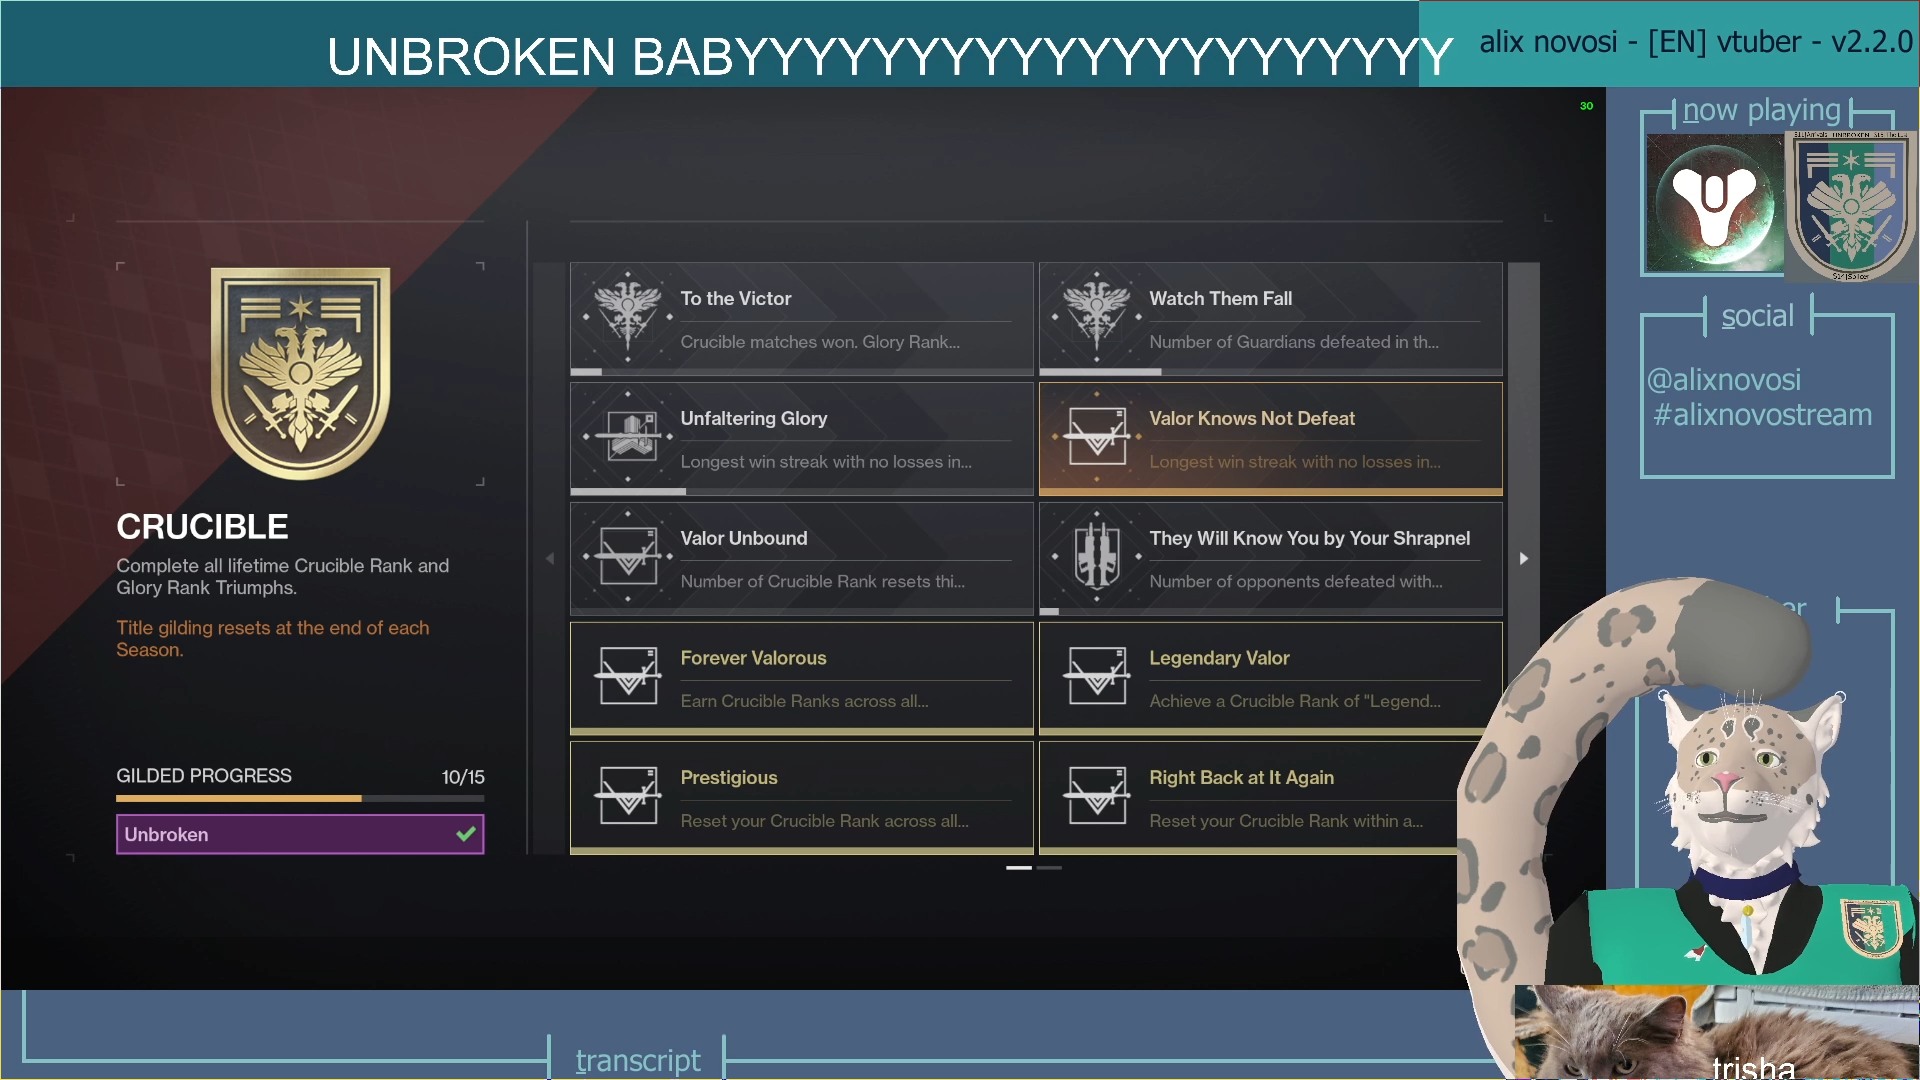 UNBROKEN BABYYYYYYYYYYYYYYYYYYYYY
alix novosi - [EN] vtuber - v2.2.0
30
now playing
UNBROKEN
S14|Splicer
social
@alixnovosi
#alixnovostream
To the Victor
Crucible matches won. Glory Rank...
Watch Them Fall
Number of Guardians defeated in th...
Unfaltering Glory
Longest win streak with no losses in...
Valor Knows Not Defeat
Longest win streak with no losses in...
Valor Unbound
Number of Crucible Rank resets thi...
They Will Know You by Your Shrapnel
Number of opponents defeated with...
Forever Valorous
Earn Crucible Ranks across all...
Legendary Valor
Achieve a Crucible Rank of "Legend...
Prestigious
Reset your Crucible Rank across all...
Right Back at It Again
Reset your Crucible Rank within a...
CRUCIBLE
Complete all lifetime Crucible Rank and
Glory Rank Triumphs.
Title gilding resets at the end of each
Season.
GILDED PROGRESS 10/15
Unbroken
transcript
trisha